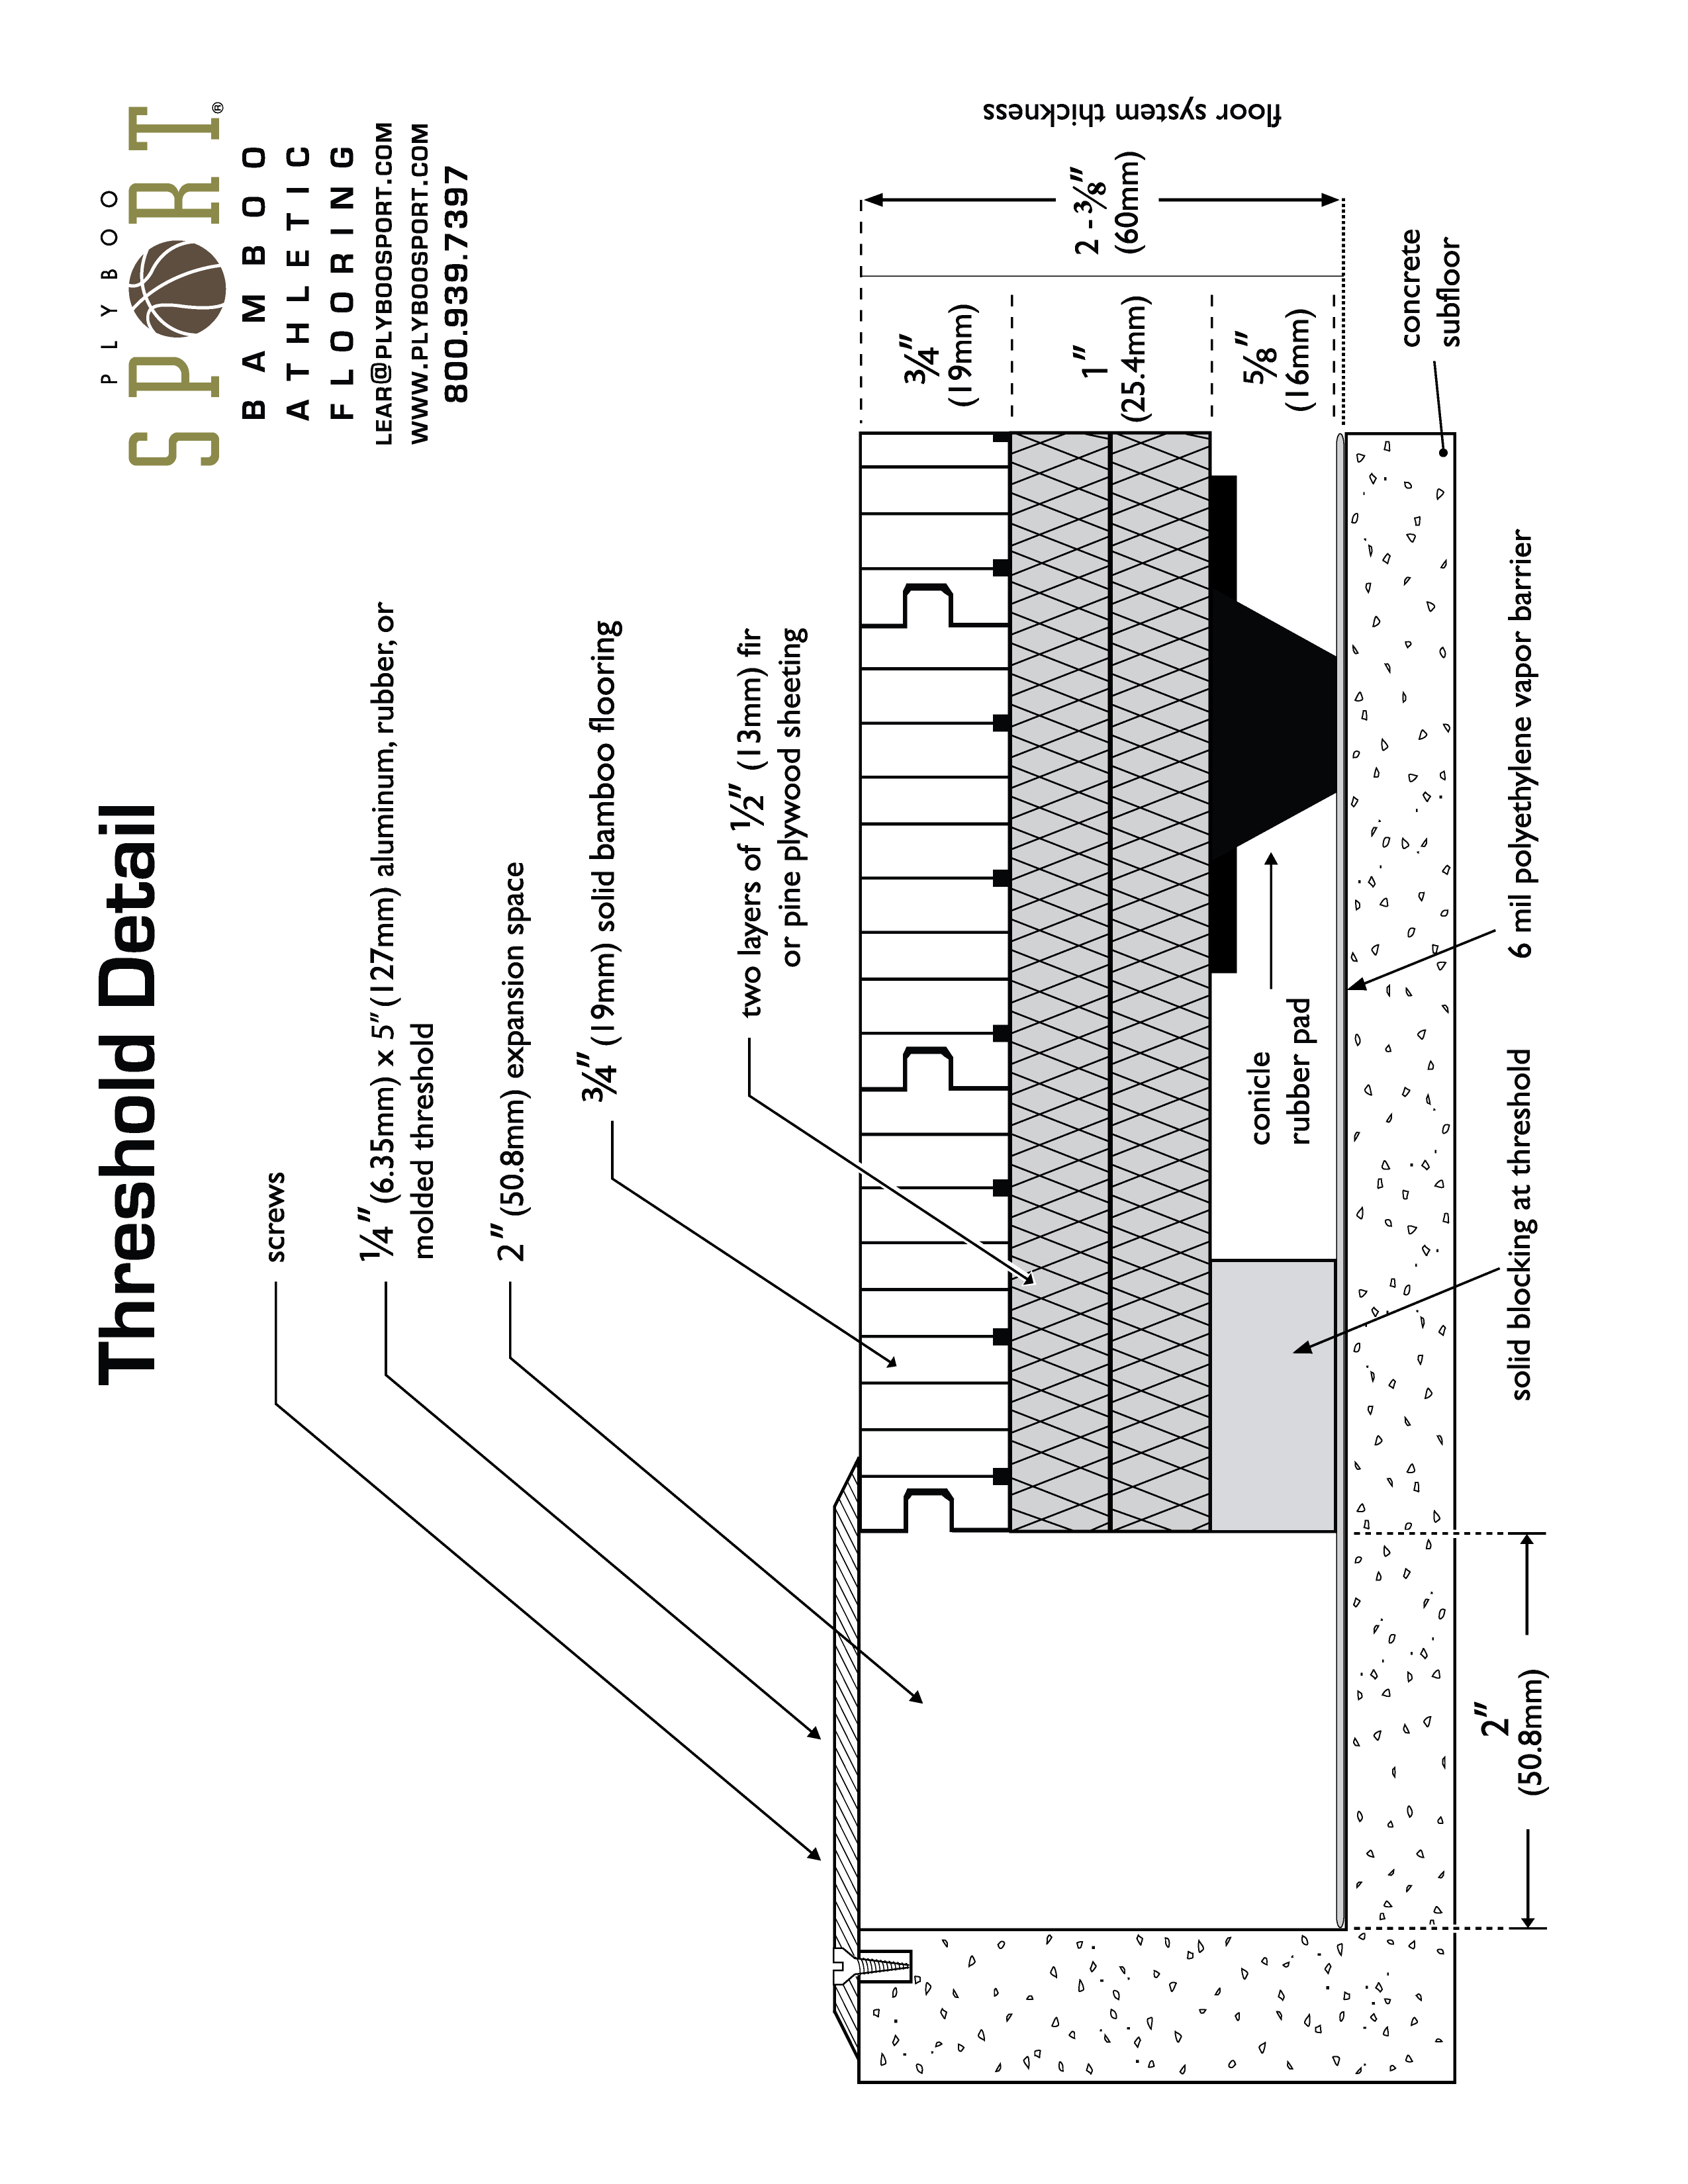 Threshold Detail
PLYBOO
SPORT®
BAMBOO
ATHLETIC
FLOORING
LEAR@PLYBOOSPORT.COM
WWW.PLYBOOSPORT.COM
800.939.7397
screws
1/4" (6.35mm) x 5" (127mm) aluminum, rubber, or
molded threshold
2" (50.8mm) expansion space
3/4" (19mm) solid bamboo flooring
two layers of 1/2" (13mm) fir
or pine plywood sheeting
3/4"
(19mm)
1"
(25.4mm)
5/8"
(16mm)
2 - 3/8"
(60mm)
floor system thickness
concrete
subfloor
conicle
rubber pad
6 mil polyethylene vapor barrier
solid blocking at threshold
2"
(50.8mm)